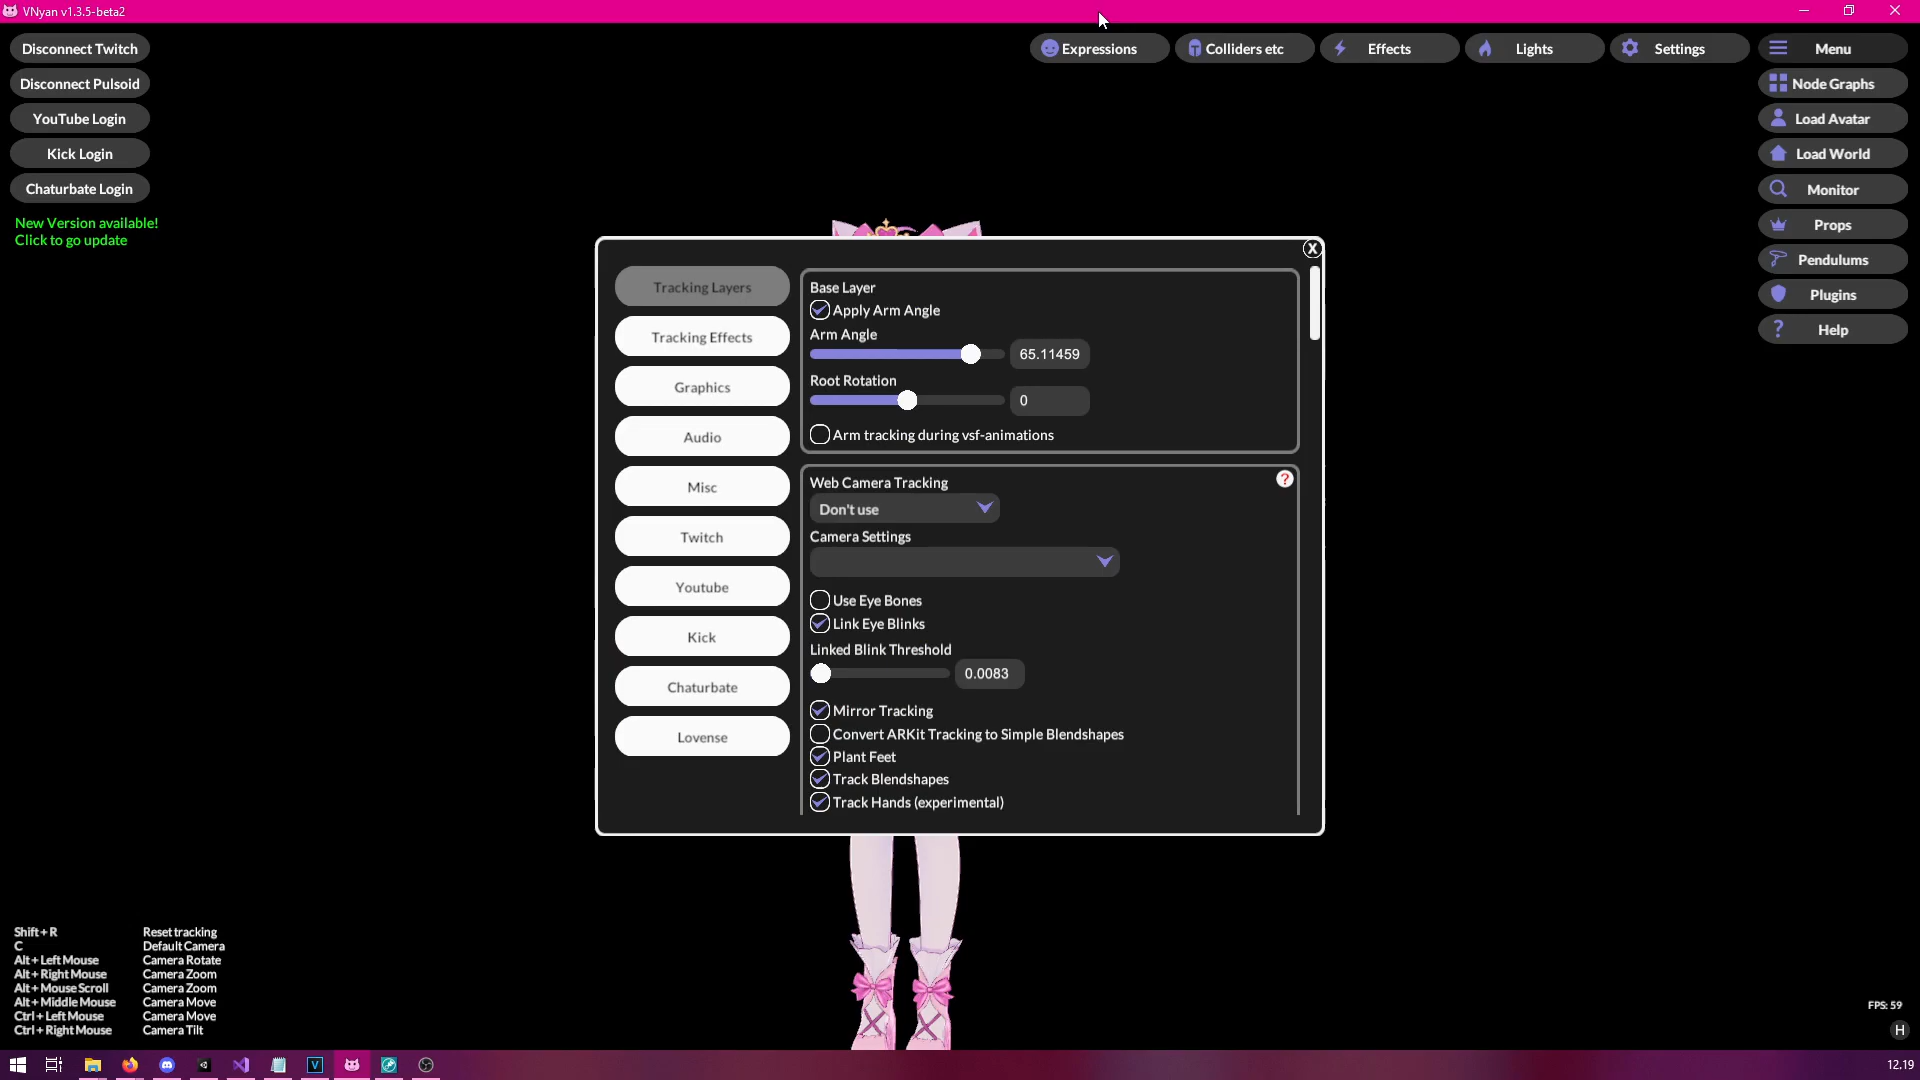 VNyan v1.3.5-beta2
Disconnect Twitch
Disconnect Pulsoid
YouTube Login
Kick Login
Chaturbate Login
New Version available!
Click to go update
Expressions
Colliders etc
Effects
Lights
Settings
Menu
Node Graphs
Load Avatar
Load World
Monitor
Props
Pendulums
Plugins
? Help
X
Tracking Layers
Tracking Effects
Graphics
Audio
Misc
Twitch
Youtube
Kick
Chaturbate
Lovense
Base Layer
Apply Arm Angle
Arm Angle
65.11459
Root Rotation
0
Arm tracking during vsf-animations
?
Web Camera Tracking
Don't use
Camera Settings
Use Eye Bones
Link Eye Blinks
Linked Blink Threshold
0.0083
Mirror Tracking
Convert ARKit Tracking to Simple Blendshapes
Plant Feet
Track Blendshapes
Track Hands (experimental)
Shift + R Reset tracking
C Default Camera
Alt + Left Mouse Camera Rotate
Alt + Right Mouse Camera Zoom
Alt + Mouse Scroll Camera Zoom
Alt + Middle Mouse Camera Move
Ctrl + Left Mouse Camera Move
Ctrl + Right Mouse Camera Tilt
FPS: 59
H
V
12.19